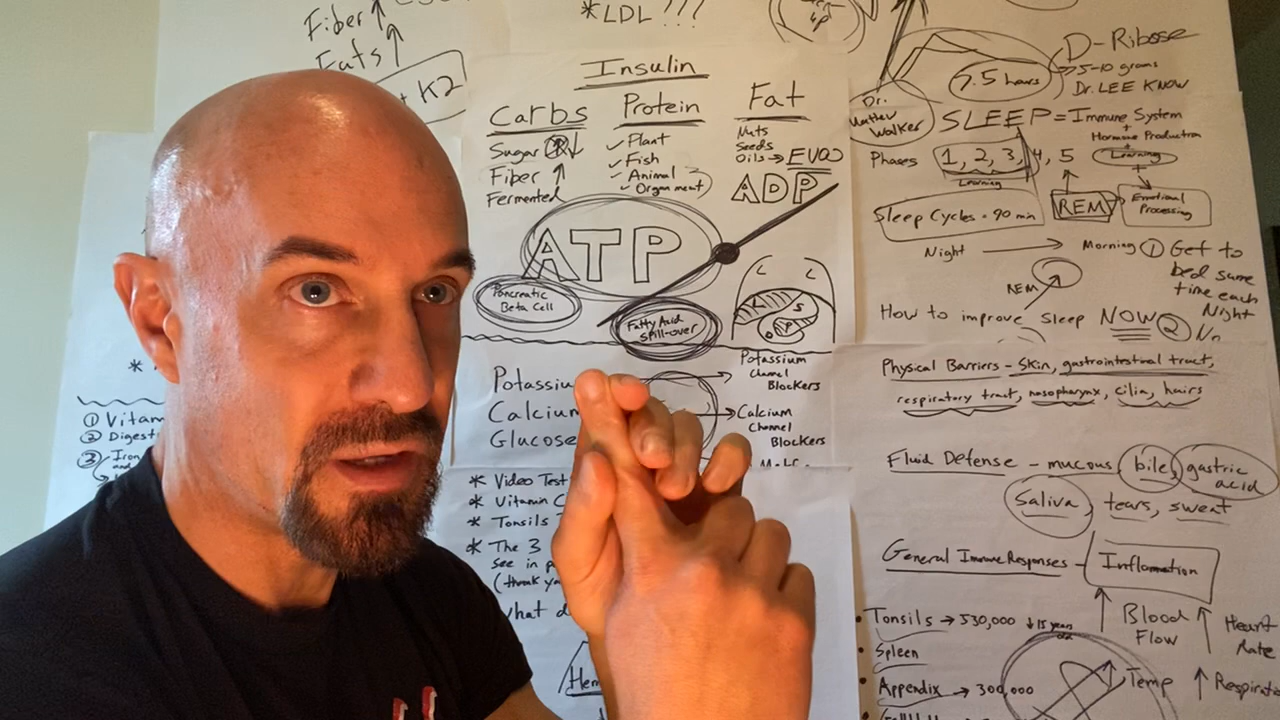 Fiber ↑
Fats ↑
K2
*LDL !!!
Insulin
Carbs
Sugar ↓
Fiber ↑
Fermented
Protein
✓ Plant
✓ Fish
✓ Animal
✓ Organ meat
Fat
Nuts
Seeds
Oils → EVOO
ADP
ATP
Pancreatic
Beta Cell
Fatty Acid
Spill-over
L S
P
Potassiu
Calcium
Glucose
Potassium
Channel
Blockers
Calcium
Channel
Blockers
* Video Test
* Vitamin C
* Tonsils
* The 3
see in p
(thank yo
what d
Hem
① Vitam
② Digest
③ Iron
and
D-Ribose
7.5 hours → 5-10 grams
Dr. LEE KNOW
Dr.
Walker
SLEEP = Immune System
+
Hormone Production
+
Learning
+
Phases 1, 2, 3, 4, 5
Learning
REM
Emotional
Processing
Sleep Cycles = 90 min
Night → Morning
REM
① Get to
bed same
time each
Night
How to improve sleep NOW ②
Physical Barriers - Skin, gastrointestinal tract,
respiratory tract, nosopharynx, cilia, hairs
Fluid Defense - mucous, bile, gastric
acid
Saliva, tears, sweat
General Immune Responses - Inflammation
• Tonsils → 530,000 ↓ 15 years
old
• Spleen
• Appendix → 300,000
↑ Blood
Flow
↑ Heart
Rate
↑ Temp
↑ Respirat